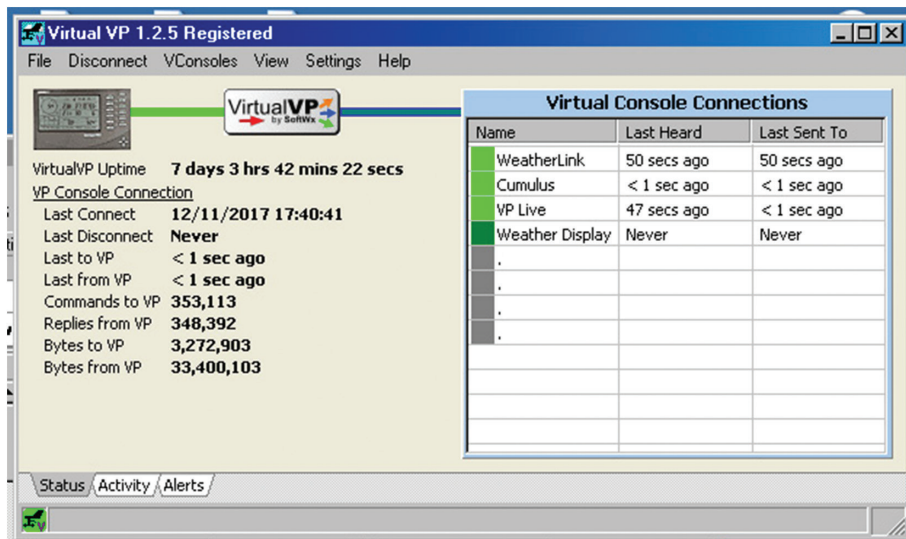 Virtual VP 1.2.5 Registered
File Disconnect VConsoles View Settings Help
VirtualVP
by SoftWx
VirtualVP Uptime 7 days 3 hrs 42 mins 22 secs
VP Console Connection
Last Connect 12/11/2017 17:40:41
Last Disconnect Never
Last to VP < 1 sec ago
Last from VP < 1 sec ago
Commands to VP 353,113
Replies from VP 348,392
Bytes to VP 3,272,903
Bytes from VP 33,400,103
Virtual Console Connections
Name Last Heard Last Sent To
WeatherLink 50 secs ago 50 secs ago
Cumulus < 1 sec ago < 1 sec ago
VP Live 47 secs ago < 1 sec ago
Weather Display Never Never
.
.
.
.
Status Activity Alerts